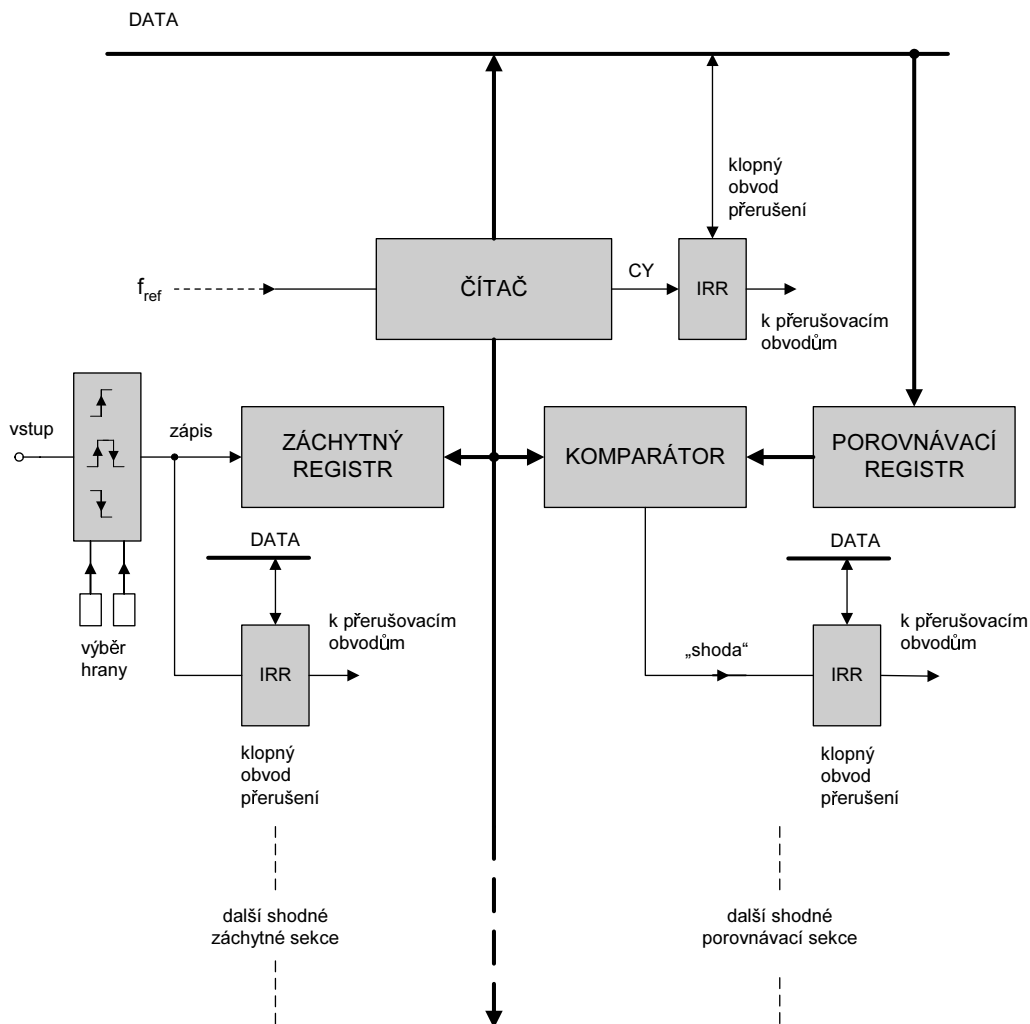 DATA
klopný
obvod
přerušení
f_ref
ČÍTAČ
CY
IRR
k přerušovacím
obvodům
vstup
zápis
ZÁCHYTNÝ
REGISTR
KOMPARÁTOR
POROVNÁVACÍ
REGISTR
výběr
hrany
DATA
IRR
k přerušovacím
obvodům
klopný
obvod
přerušení
„shoda“
DATA
IRR
k přerušovacím
obvodům
klopný
obvod
přerušení
další shodné
záchytné sekce
další shodné
porovnávací sekce